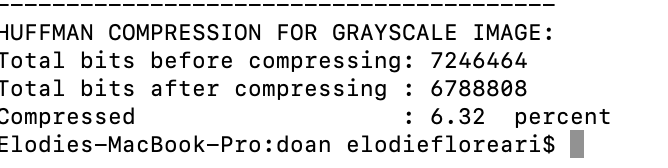 -------------------------------------------
HUFFMAN COMPRESSION FOR GRAYSCALE IMAGE:
Total bits before compressing: 7246464
Total bits after compressing : 6788808
Compressed                   : 6.32  percent
Elodies-MacBook-Pro:doan elodiefloreari$